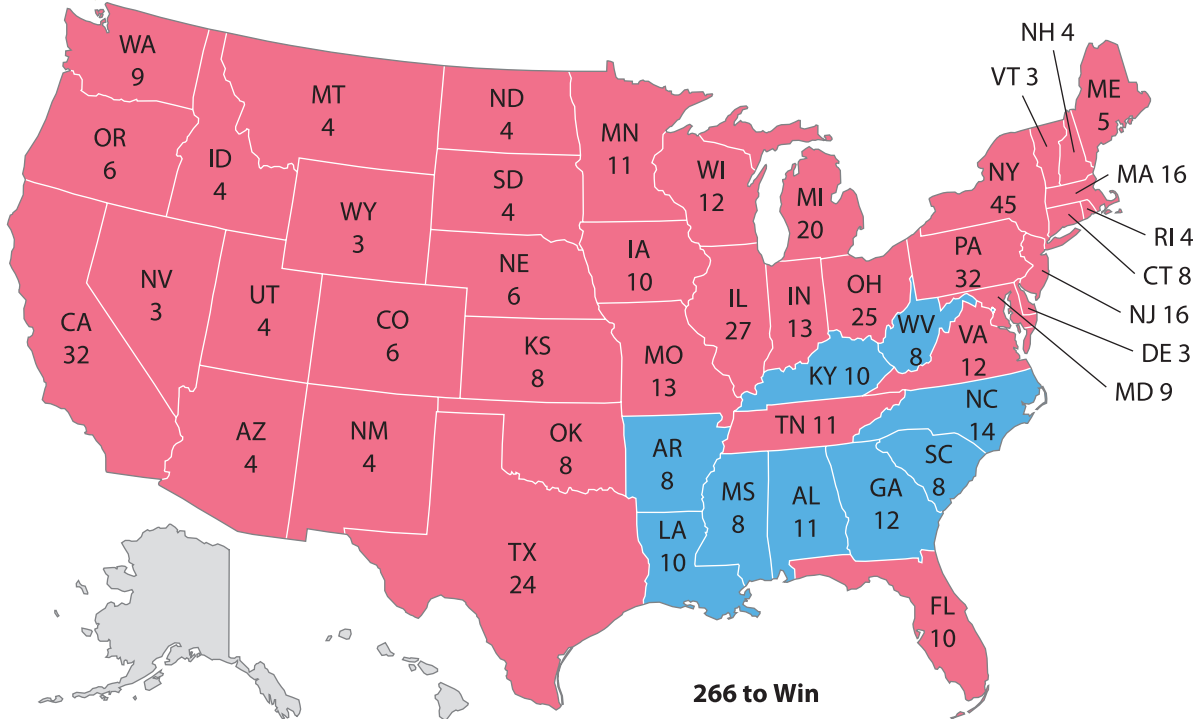 WA
9
OR
6
CA
32
NV
3
ID
4
MT
4
WY
3
UT
4
AZ
4
CO
6
NM
4
ND
4
SD
4
NE
6
KS
8
OK
8
TX
24
MN
11
IA
10
MO
13
AR
8
LA
10
WI
12
IL
27
MI
20
IN
13
OH
25
KY 10
TN 11
MS
8
AL
11
GA
12
FL
10
SC
8
NC
14
VA
12
WV
8
PA
32
NY
45
VT 3
NH 4
ME
5
MA 16
RI 4
CT 8
NJ 16
DE 3
MD 9
266 to Win